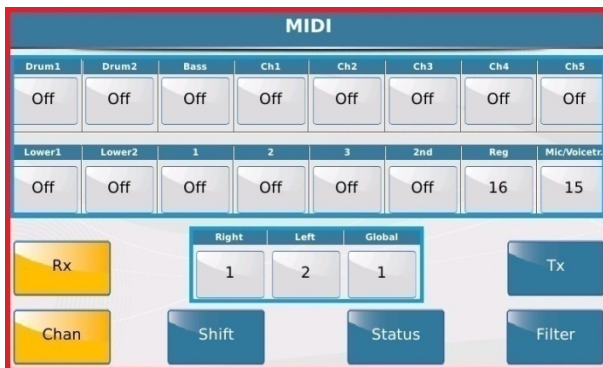 MIDI
Drum1 Drum2 Bass Ch1 Ch2 Ch3 Ch4 Ch5
Off Off Off Off Off Off Off Off
Lower1 Lower2 1 2 3 2nd Reg Mic/Voicetr.
Off Off Off Off Off Off 16 15
Right Left Global
Rx 1 2 1 Tx
Chan Shift Status Filter